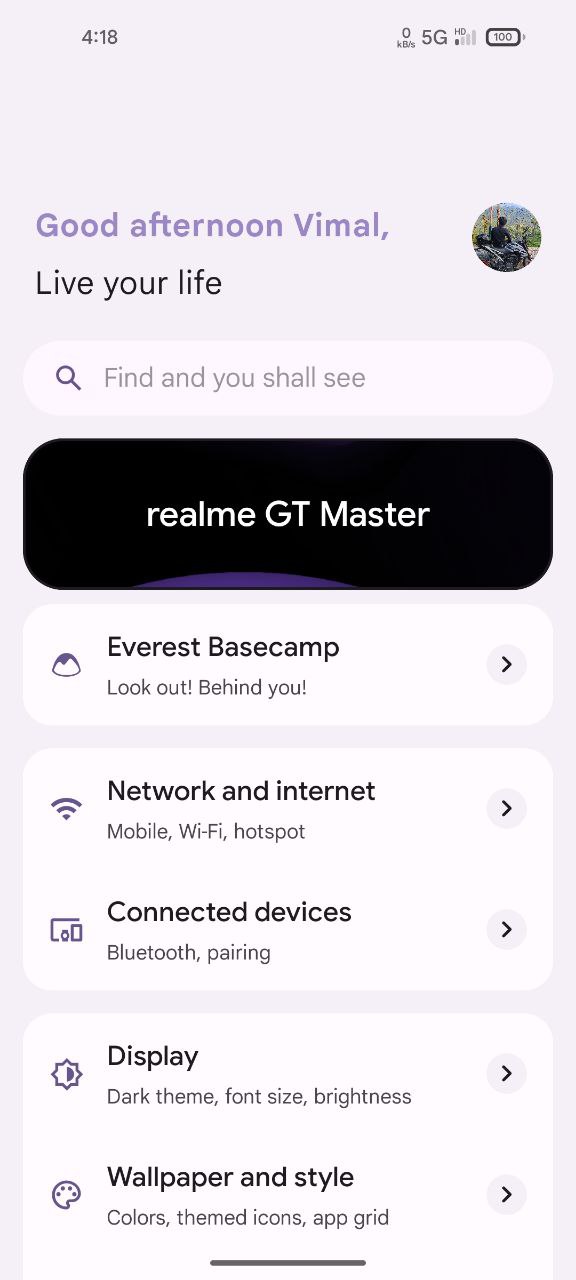 4:18
0 kB/s 5G HD 100
Good afternoon Vimal,
Live your life
Find and you shall see
realme GT Master
Everest Basecamp
Look out! Behind you!
Network and internet
Mobile, Wi-Fi, hotspot
Connected devices
Bluetooth, pairing
Display
Dark theme, font size, brightness
Wallpaper and style
Colors, themed icons, app grid